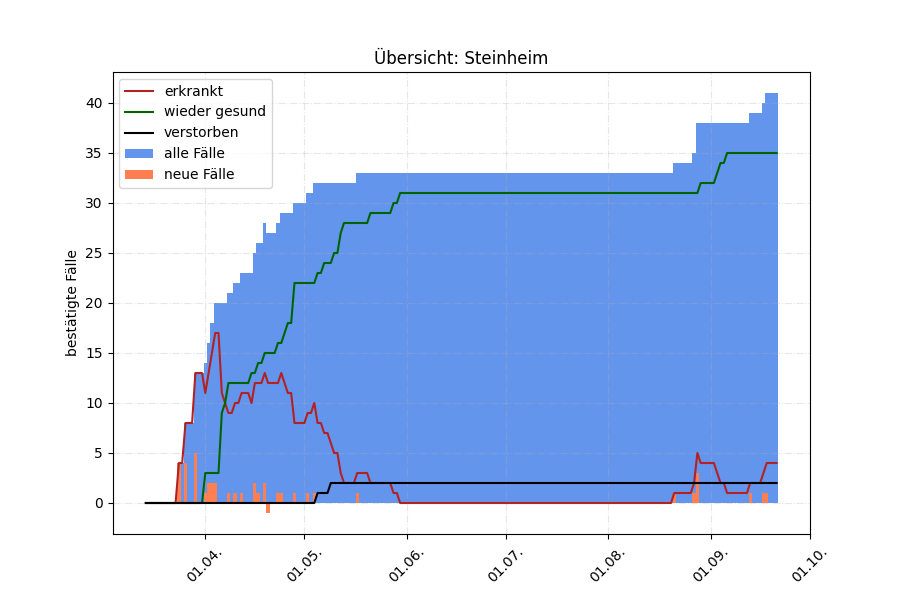 Übersicht: Steinheim
erkrankt
wieder gesund
verstorben
alle Fälle
neue Fälle
bestätigte Fälle
40
35
30
25
20
15
10
5
0
01.04.
01.05.
01.06.
01.07.
01.08.
01.09.
01.10.